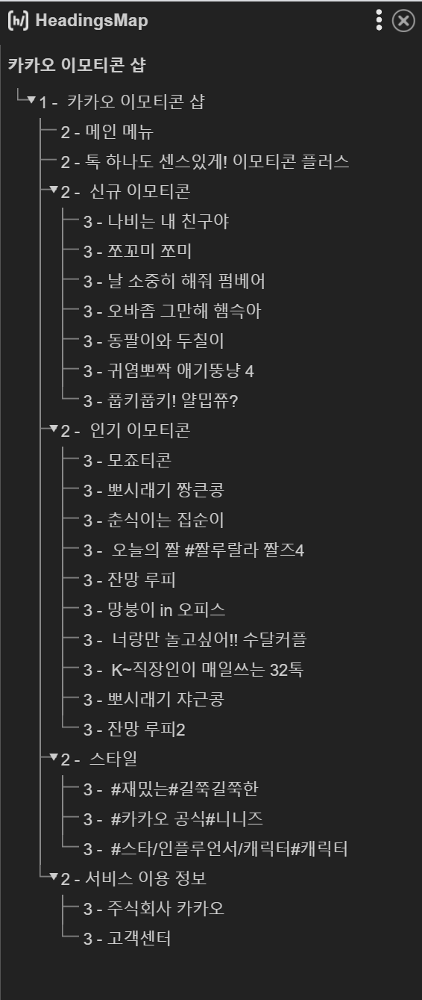 [h/] HeadingsMap
카카오 이모티콘 샵
1 - 카카오 이모티콘 샵
2 - 메인 메뉴
2 - 톡 하나도 센스있게! 이모티콘 플러스
2 - 신규 이모티콘
3 - 나비는 내 친구야
3 - 쪼꼬미 쪼미
3 - 날 소중히 해줘 펌베어
3 - 오바좀 그만해 햄측아
3 - 동팔이와 두칠이
3 - 귀염뽀짝 애기뚱냥 4
3 - 풉키풉키! 얄밉쮸?
2 - 인기 이모티콘
3 - 모죠티콘
3 - 뽀시래기 짱큰콩
3 - 춘식이는 집순이
3 - 오늘의 짤 #짤루랄라 짤즈4
3 - 잔망 루피
3 - 망붕이 in 오피스
3 - 너랑만 놀고싶어!! 수달커플
3 - K~직장인이 매일쓰는 32톡
3 - 뽀시래기 쟈근콩
3 - 잔망 루피2
2 - 스타일
3 - #재밌는#길쭉길쭉한
3 - #카카오 공식#니니즈
3 - #스타/인플루언서/캐릭터#캐릭터
2 - 서비스 이용 정보
3 - 주식회사 카카오
3 - 고객센터